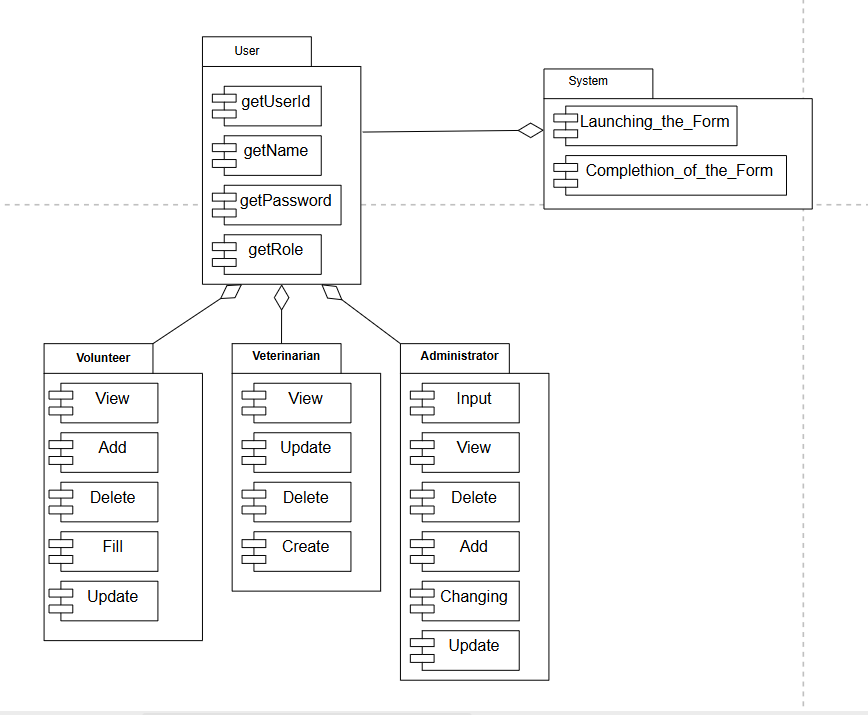 User
getUserId
getName
getPassword
getRole
System
Launching_the_Form
Complethion_of_the_Form
Volunteer
View
Add
Delete
Fill
Update
Veterinarian
View
Update
Delete
Create
Administrator
Input
View
Delete
Add
Changing
Update